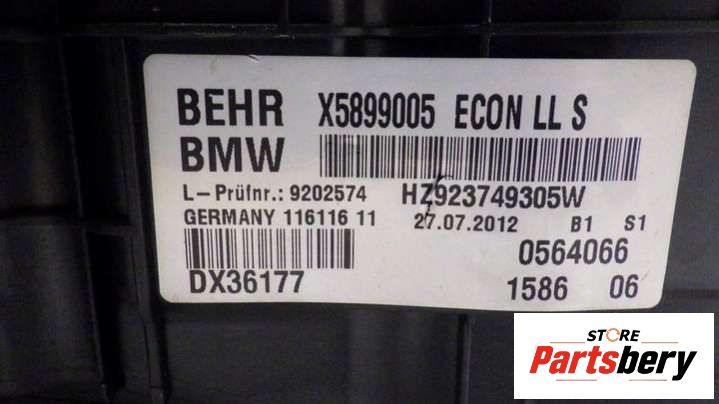 BEHR X5899005 ECON LL S
BMW
L-Prüfnr.: 9202574 HZ923749305W
GERMANY 116116 11 27.07.2012 B1 S1
0564066
DX36177 1586 06
STORE
Partsbery